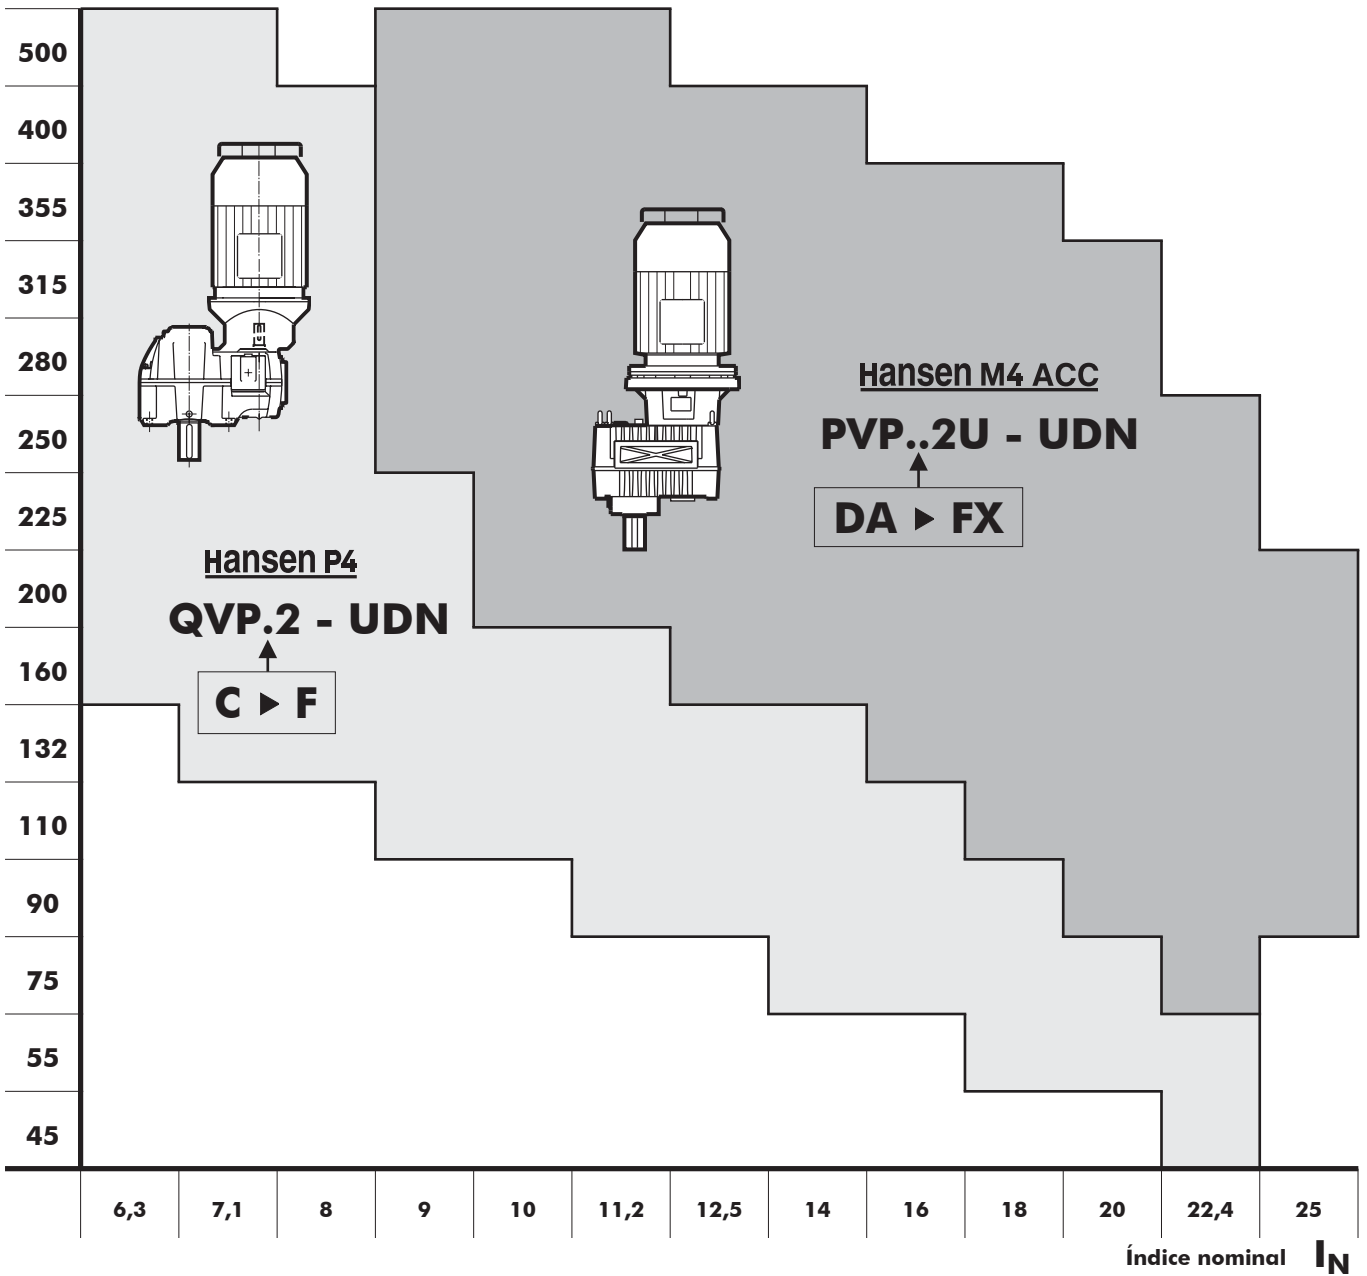 500
400
355
315
280
250
225
200
160
132
110
90
75
55
45
Hansen P4
QVP.2 - UDN
C ▶ F
Hansen M4 ACC
PVP..2U - UDN
DA ▶ FX
6,3 7,1 8 9 10 11,2 12,5 14 16 18 20 22,4 25
Índice nominal IN